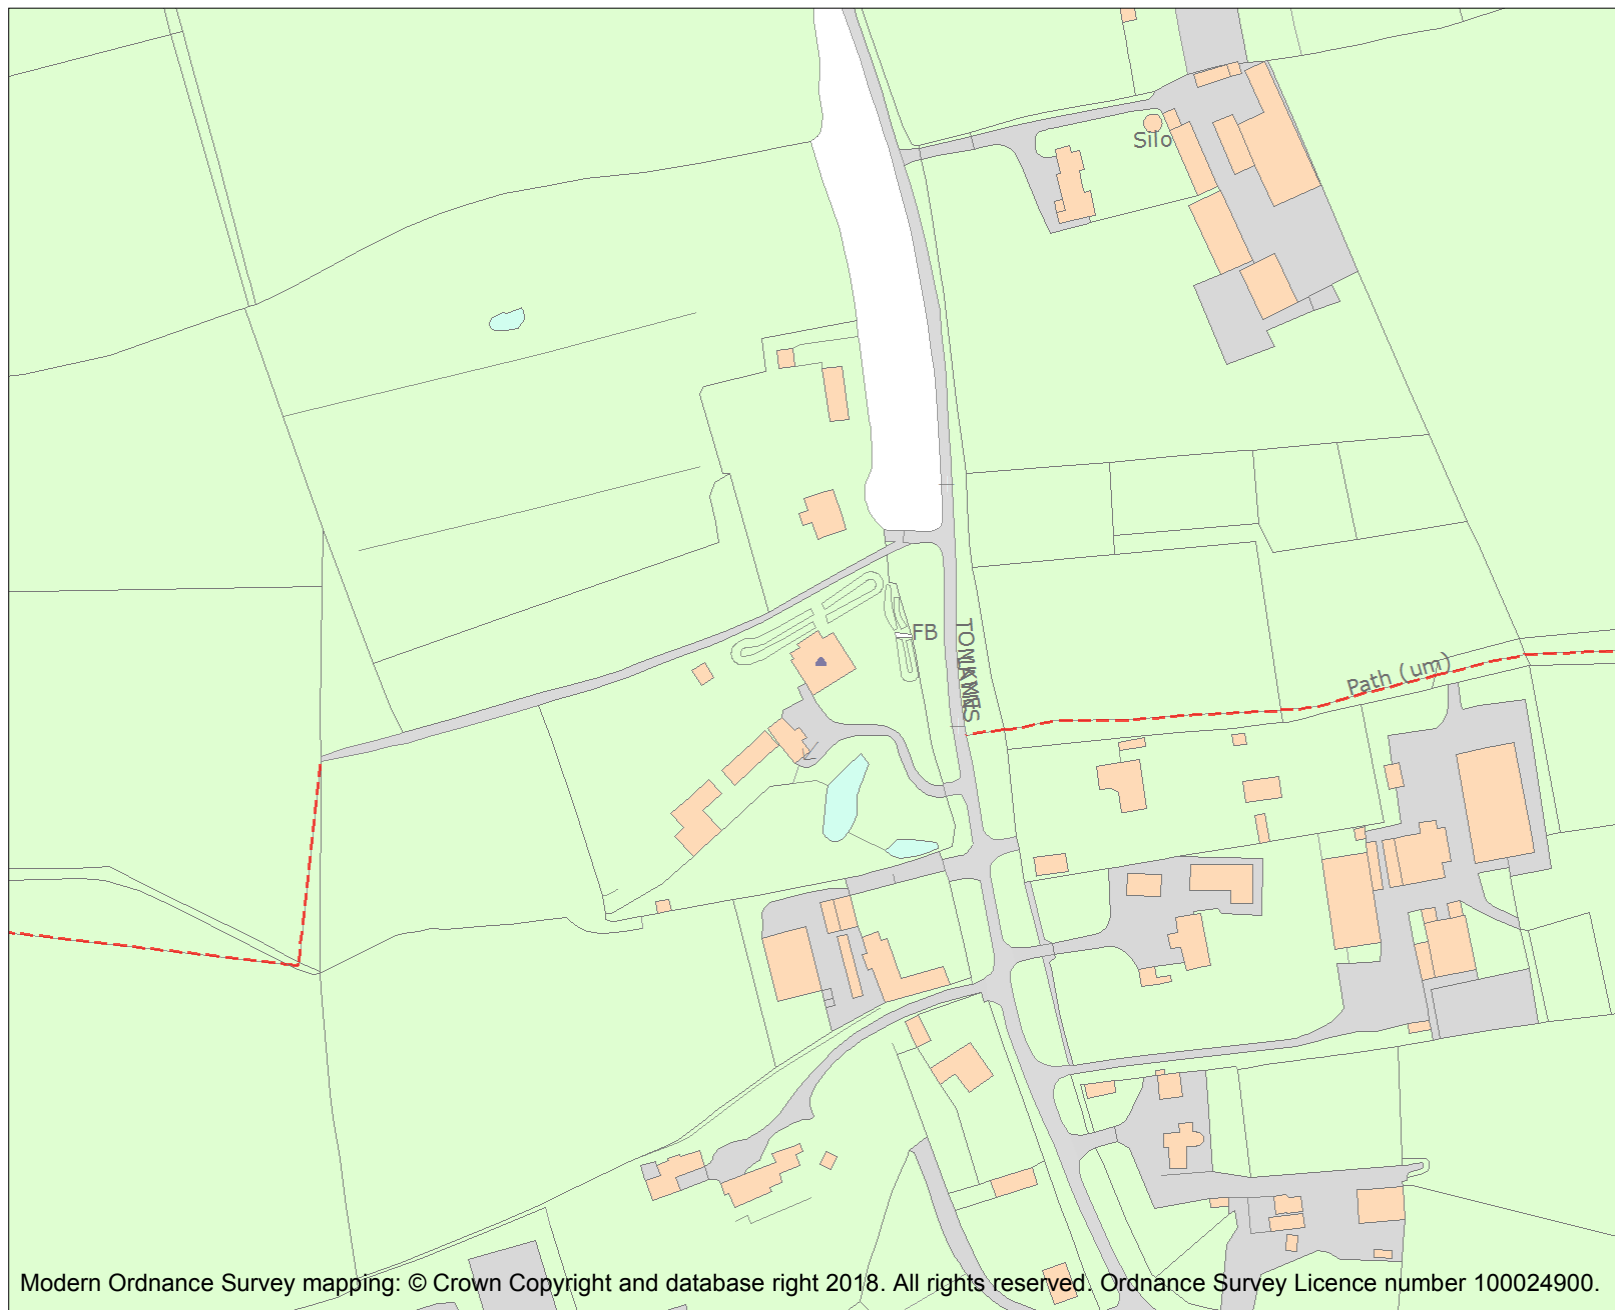 Silo
FB
Path (um)
Modern Ordnance Survey mapping: © Crown Copyright and database right 2018. All rights reserved. Ordnance Survey Licence number 100024900.